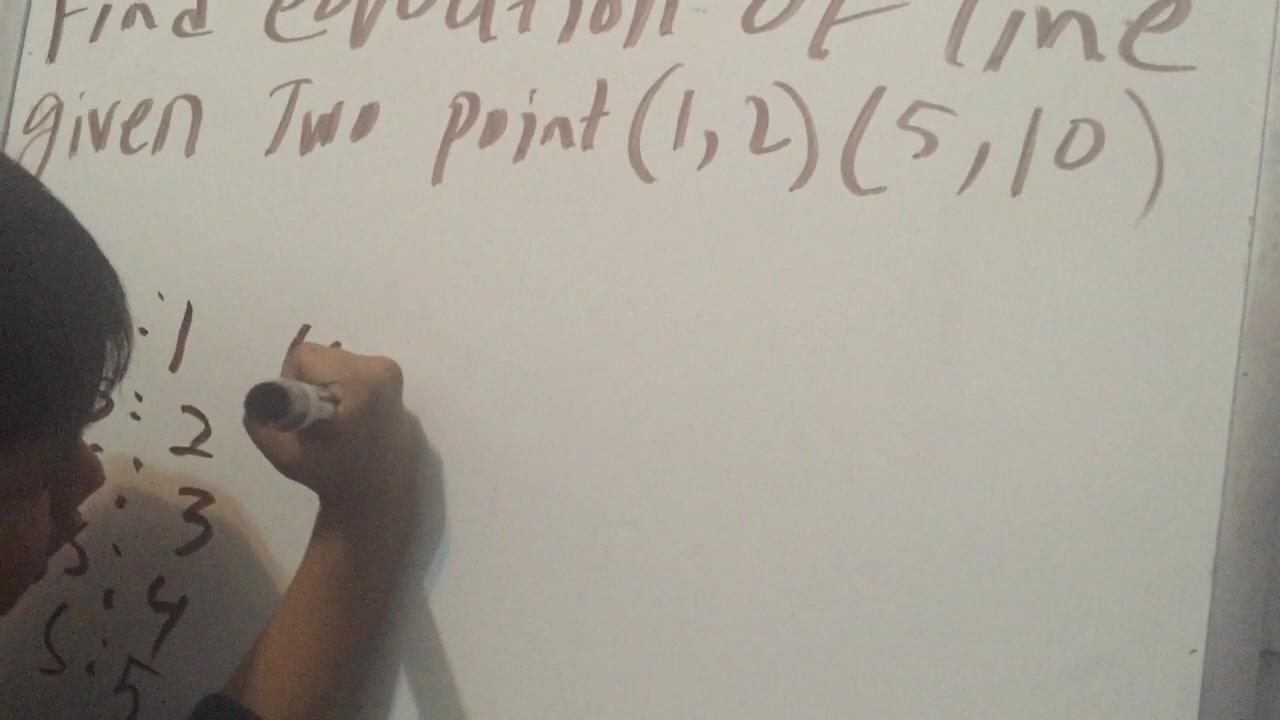 Find equation of line
given Two point (1,2) (5,10)
: 1
: 2
: 3
S: 4
S: 5